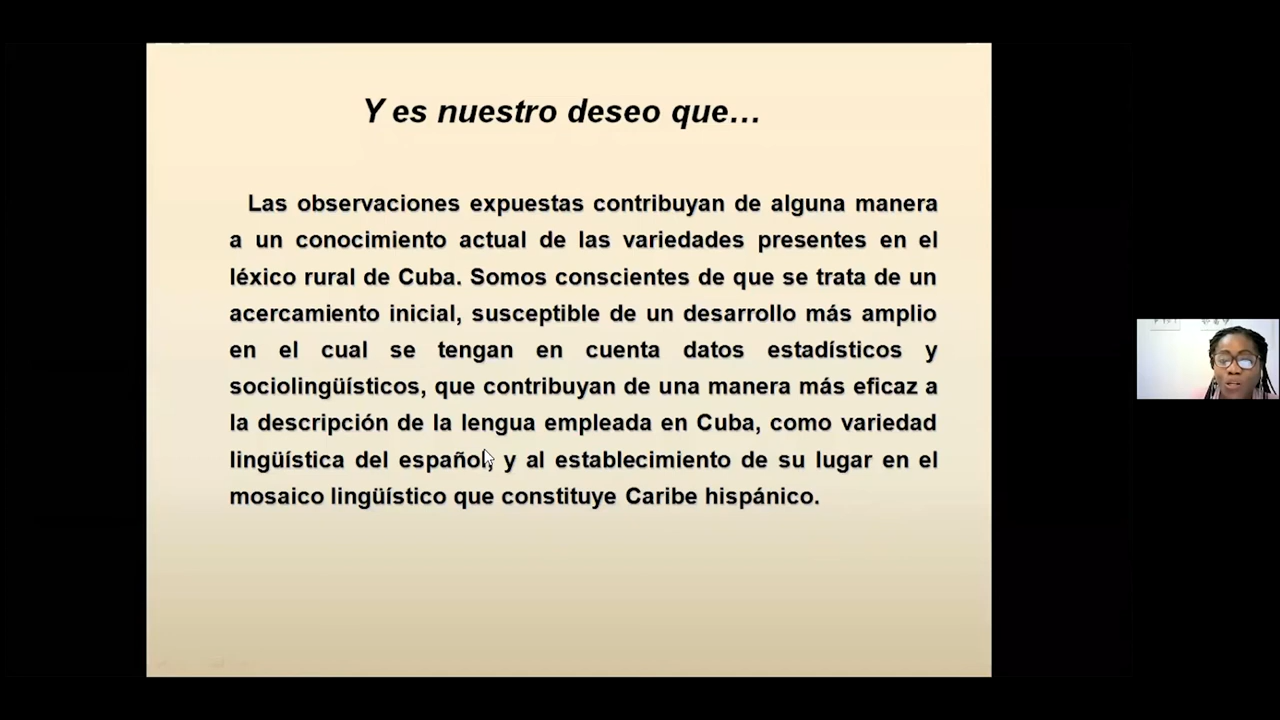 Y es nuestro deseo que…
Las observaciones expuestas contribuyan de alguna manera
a un conocimiento actual de las variedades presentes en el
léxico rural de Cuba. Somos conscientes de que se trata de un
acercamiento inicial, susceptible de un desarrollo más amplio
en el cual se tengan en cuenta datos estadísticos y
sociolingüísticos, que contribuyan de una manera más eficaz a
la descripción de la lengua empleada en Cuba, como variedad
lingüística del español, y al establecimiento de su lugar en el
mosaico lingüístico que constituye Caribe hispánico.